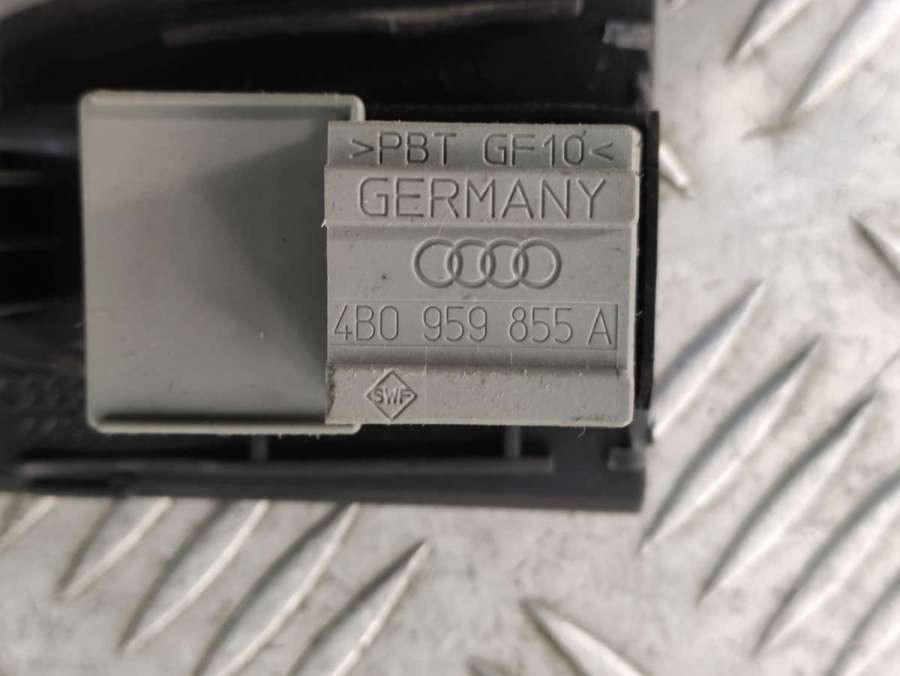 >PBT GF10<
GERMANY
4B0 959 855 A
SWF